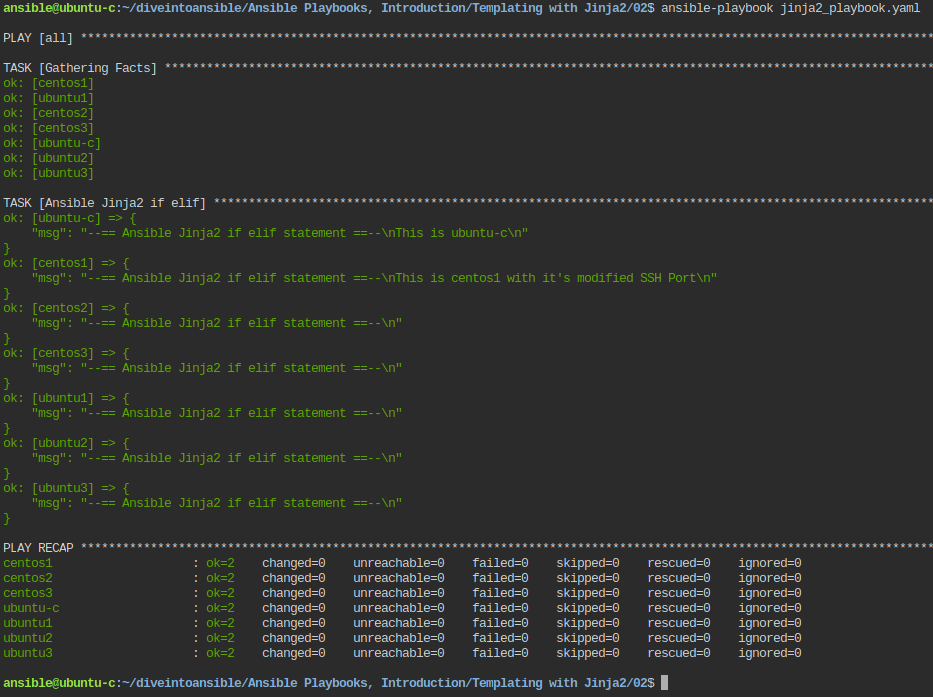 ansible@ubuntu-c:~/diveintoansible/Ansible Playbooks, Introduction/Templating with Jinja2/02$ ansible-playbook jinja2_playbook.yaml
PLAY [all] *************************************************************************************************************************
TASK [Gathering Facts] *************************************************************************************************************
ok: [centos1]
ok: [ubuntu1]
ok: [centos2]
ok: [centos3]
ok: [ubuntu-c]
ok: [ubuntu2]
ok: [ubuntu3]
TASK [Ansible Jinja2 if elif] ******************************************************************************************************
ok: [ubuntu-c] => {
    "msg": "--== Ansible Jinja2 if elif statement ==--\nThis is ubuntu-c\n"
}
ok: [centos1] => {
    "msg": "--== Ansible Jinja2 if elif statement ==--\nThis is centos1 with it's modified SSH Port\n"
}
ok: [centos2] => {
    "msg": "--== Ansible Jinja2 if elif statement ==--\n"
}
ok: [centos3] => {
    "msg": "--== Ansible Jinja2 if elif statement ==--\n"
}
ok: [ubuntu1] => {
    "msg": "--== Ansible Jinja2 if elif statement ==--\n"
}
ok: [ubuntu2] => {
    "msg": "--== Ansible Jinja2 if elif statement ==--\n"
}
ok: [ubuntu3] => {
    "msg": "--== Ansible Jinja2 if elif statement ==--\n"
}
PLAY RECAP *************************************************************************************************************************
centos1                    : ok=2    changed=0    unreachable=0    failed=0    skipped=0    rescued=0    ignored=0
centos2                    : ok=2    changed=0    unreachable=0    failed=0    skipped=0    rescued=0    ignored=0
centos3                    : ok=2    changed=0    unreachable=0    failed=0    skipped=0    rescued=0    ignored=0
ubuntu-c                   : ok=2    changed=0    unreachable=0    failed=0    skipped=0    rescued=0    ignored=0
ubuntu1                    : ok=2    changed=0    unreachable=0    failed=0    skipped=0    rescued=0    ignored=0
ubuntu2                    : ok=2    changed=0    unreachable=0    failed=0    skipped=0    rescued=0    ignored=0
ubuntu3                    : ok=2    changed=0    unreachable=0    failed=0    skipped=0    rescued=0    ignored=0
ansible@ubuntu-c:~/diveintoansible/Ansible Playbooks, Introduction/Templating with Jinja2/02$